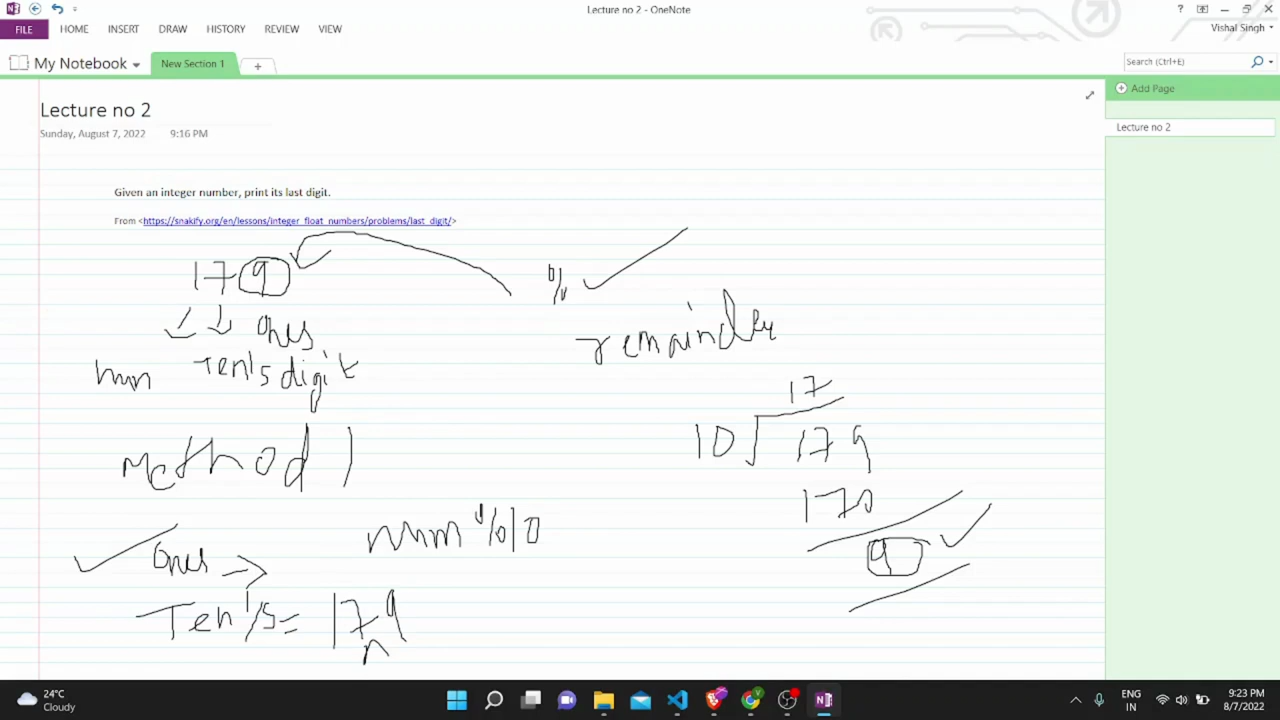 Lecture no 2 - OneNote
Vishal Singh
FILE HOME INSERT DRAW HISTORY REVIEW VIEW
My Notebook
New Section 1
Search (Ctrl+E)
Add Page
Lecture no 2
Lecture no 2
Sunday, August 7, 2022 9:16 PM
Given an integer number, print its last digit.
From <https://snakify.org/en/lessons/integer_float_numbers/problems/last_digit/>
179
%
ones
remainder
Ten's digit
17
10 179
method 1
170
num %10
9
ones
Ten's = 179
24°C
Cloudy
ENG
IN
9:23 PM
8/7/2022